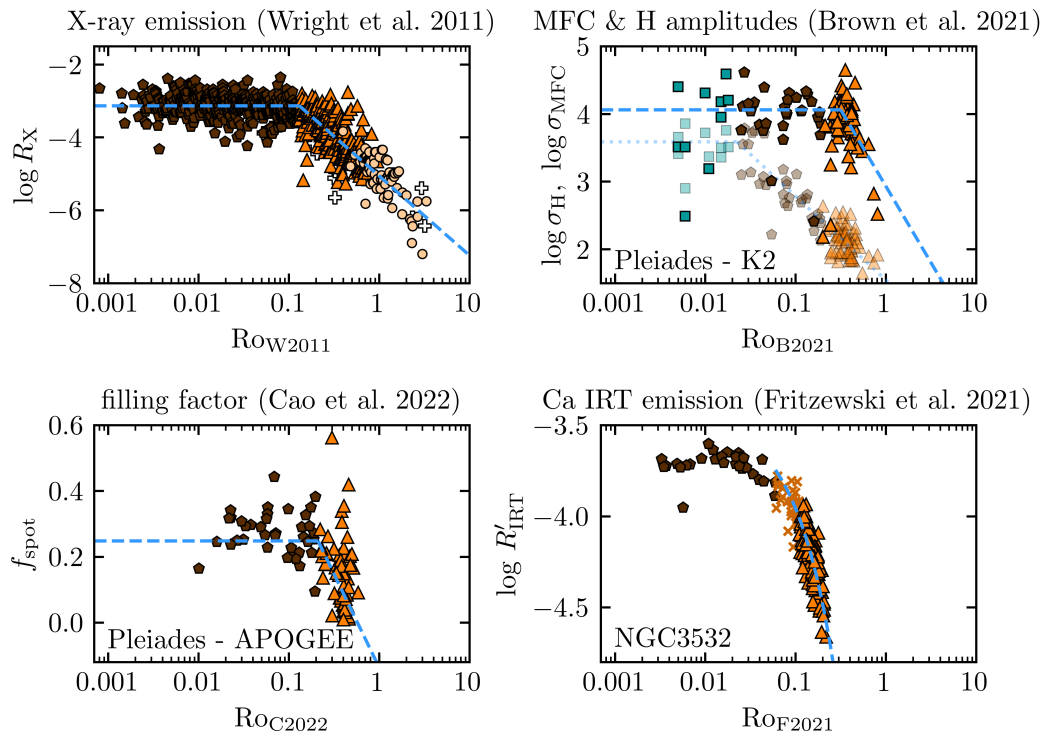 X-ray emission (Wright et al. 2011)
−2
−4
−6
−8
log R_X
0.001 0.01 0.1 1 10
Ro_W2011
MFC & H amplitudes (Brown et al. 2021)
5
4
3
2
log σ_H, log σ_MFC
Pleiades - K2
0.001 0.01 0.1 1 10
Ro_B2021
filling factor (Cao et al. 2022)
0.6
0.4
0.2
0.0
f_spot
Pleiades - APOGEE
0.001 0.01 0.1 1 10
Ro_C2022
Ca IRT emission (Fritzewski et al. 2021)
−3.5
−4.0
−4.5
log R′_IRT
NGC3532
0.001 0.01 0.1 1 10
Ro_F2021